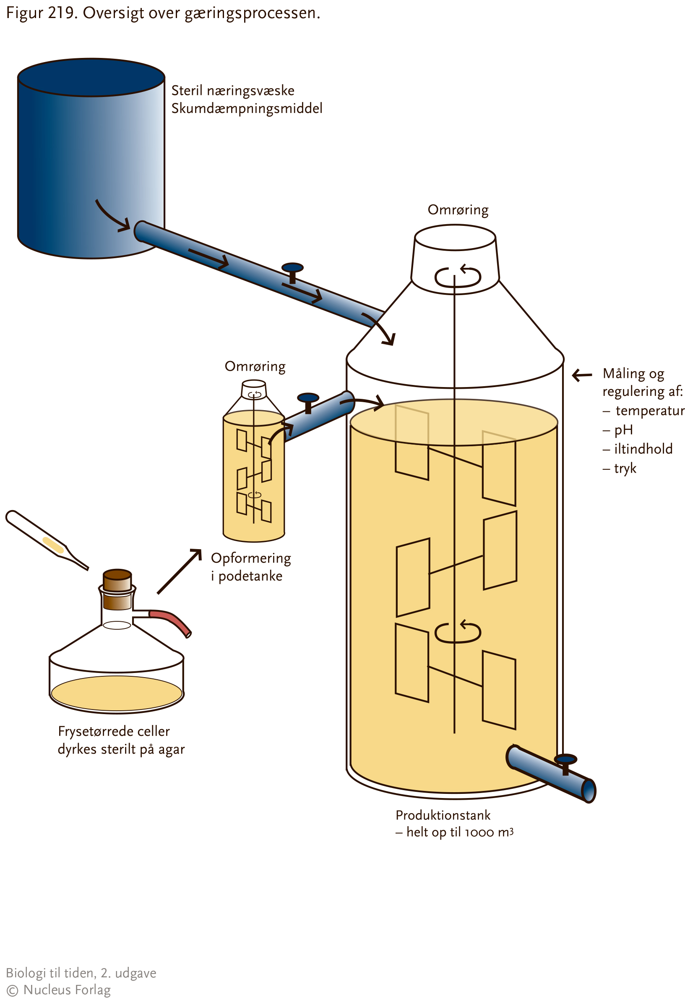 Figur 219. Oversigt over gæringsprocessen.
Steril næringsvæske
Skumdæmpningsmiddel
Omrøring
Omrøring
Måling og
regulering af:
– temperatur
– pH
– iltindhold
– tryk
Opformering
i podetanke
Frysetørrede celler
dyrkes sterilt på agar
Produktionstank
– helt op til 1000 m³
Biologi til tiden, 2. udgave
© Nucleus Forlag